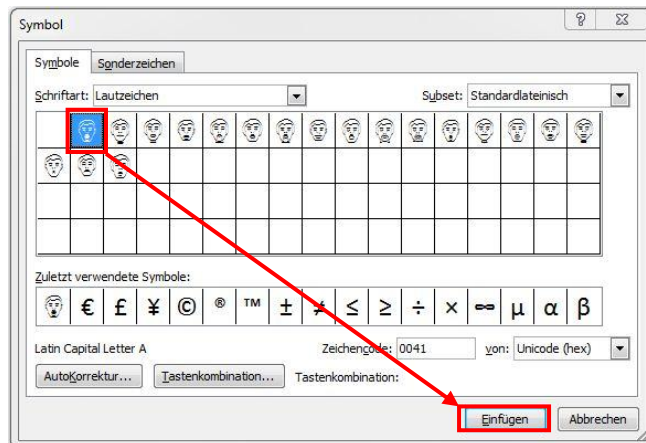 Symbol
Symbole Sonderzeichen
Schriftart: Lautzeichen Subset: Standardlateinisch
Zuletzt verwendete Symbole:
€ £ ¥ © ® ™ ± ≠ ≤ ≥ ÷ × ∞ µ α β
Latin Capital Letter A Zeichencode: 0041 von: Unicode (hex)
AutoKorrektur... Tastenkombination... Tastenkombination:
Einfügen Abbrechen